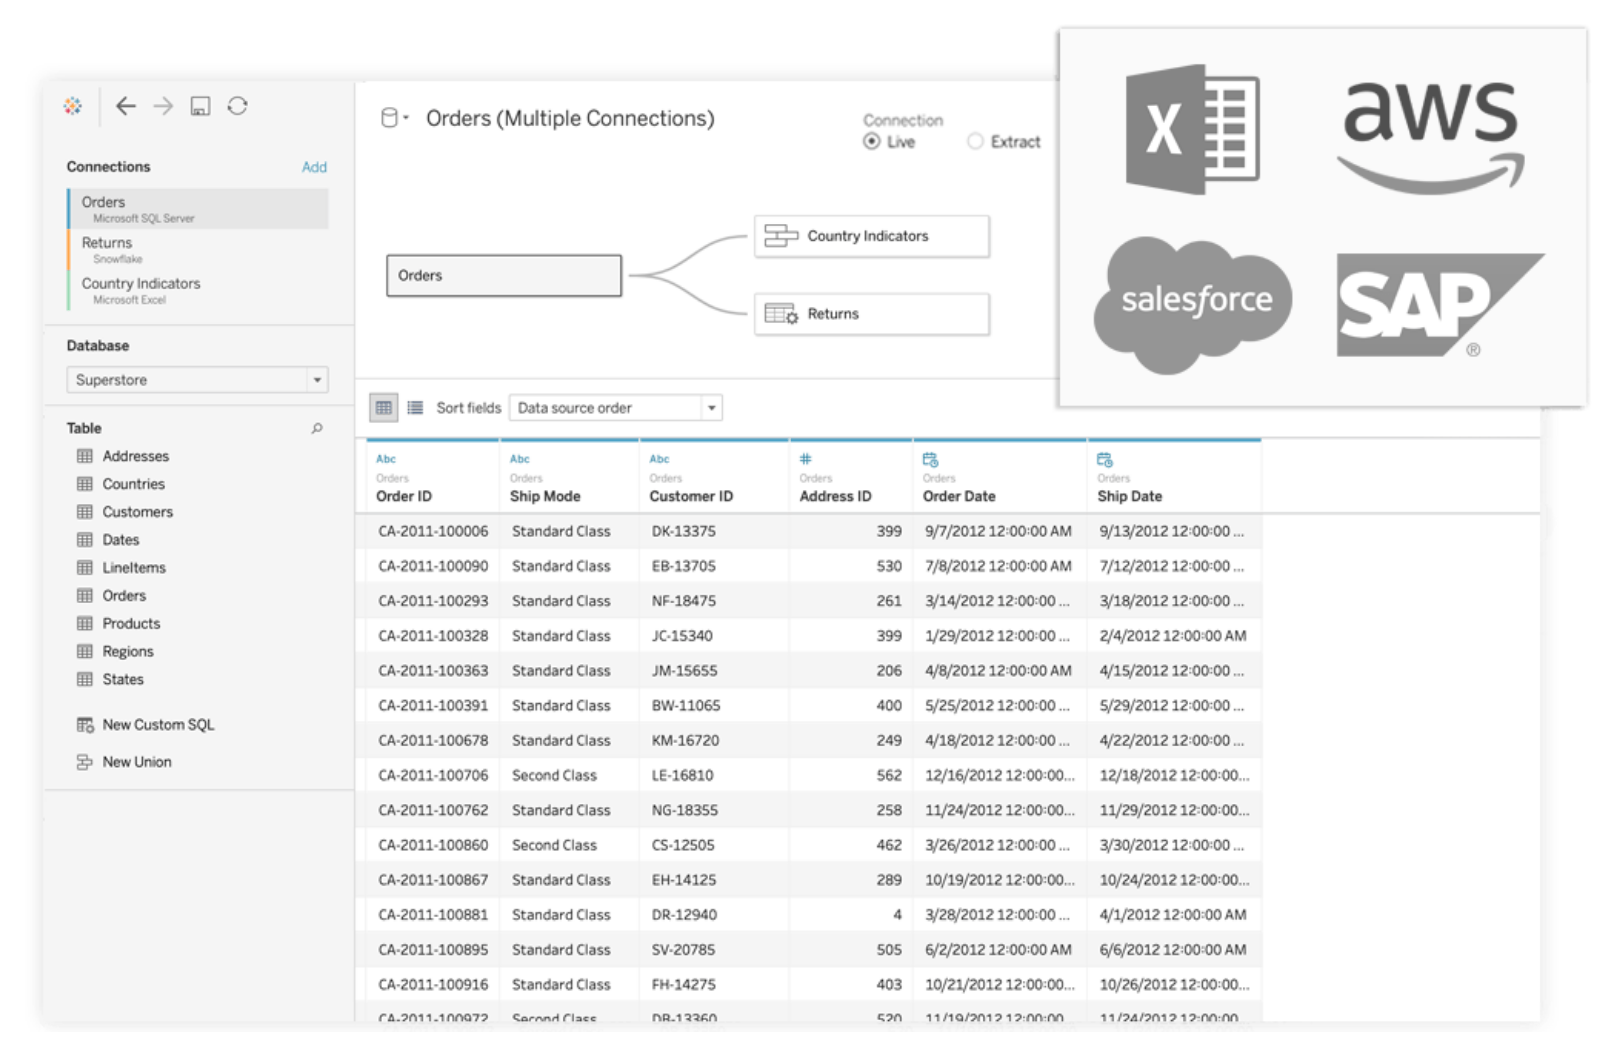 Connections Add
Orders
Microsoft SQL Server
Returns
Snowflake
Country Indicators
Microsoft Excel
Database
Superstore
Table
Addresses
Countries
Customers
Dates
LineItems
Orders
Products
Regions
States
New Custom SQL
New Union
Orders (Multiple Connections)
Connection
Live Extract
Orders
Country Indicators
Returns
X
aws
salesforce
SAP
®
Sort fields Data source order
Abc Abc Abc #
Orders Orders Orders Orders Orders Orders
Order ID Ship Mode Customer ID Address ID Order Date Ship Date
CA-2011-100006 Standard Class DK-13375 399 9/7/2012 12:00:00 AM 9/13/2012 12:00:00 ...
CA-2011-100090 Standard Class EB-13705 530 7/8/2012 12:00:00 AM 7/12/2012 12:00:00 ...
CA-2011-100293 Standard Class NF-18475 261 3/14/2012 12:00:00 ... 3/18/2012 12:00:00 ...
CA-2011-100328 Standard Class JC-15340 399 1/29/2012 12:00:00 ... 2/4/2012 12:00:00 AM
CA-2011-100363 Standard Class JM-15655 206 4/8/2012 12:00:00 AM 4/15/2012 12:00:00 ...
CA-2011-100391 Standard Class BW-11065 400 5/25/2012 12:00:00 ... 5/29/2012 12:00:00 ...
CA-2011-100678 Standard Class KM-16720 249 4/18/2012 12:00:00 ... 4/22/2012 12:00:00 ...
CA-2011-100706 Second Class LE-16810 562 12/16/2012 12:00:00... 12/18/2012 12:00:00...
CA-2011-100762 Standard Class NG-18355 258 11/24/2012 12:00:00... 11/29/2012 12:00:00...
CA-2011-100860 Second Class CS-12505 462 3/26/2012 12:00:00 ... 3/30/2012 12:00:00 ...
CA-2011-100867 Standard Class EH-14125 289 10/19/2012 12:00:00... 10/24/2012 12:00:00...
CA-2011-100881 Standard Class DR-12940 4 3/28/2012 12:00:00 ... 4/1/2012 12:00:00 AM
CA-2011-100895 Standard Class SV-20785 505 6/2/2012 12:00:00 AM 6/6/2012 12:00:00 AM
CA-2011-100916 Standard Class FH-14275 403 10/21/2012 12:00:00... 10/26/2012 12:00:00...
CA-2011-100972 Second Class DB-13360 520 11/19/2012 12:00:00 11/24/2012 12:00:00